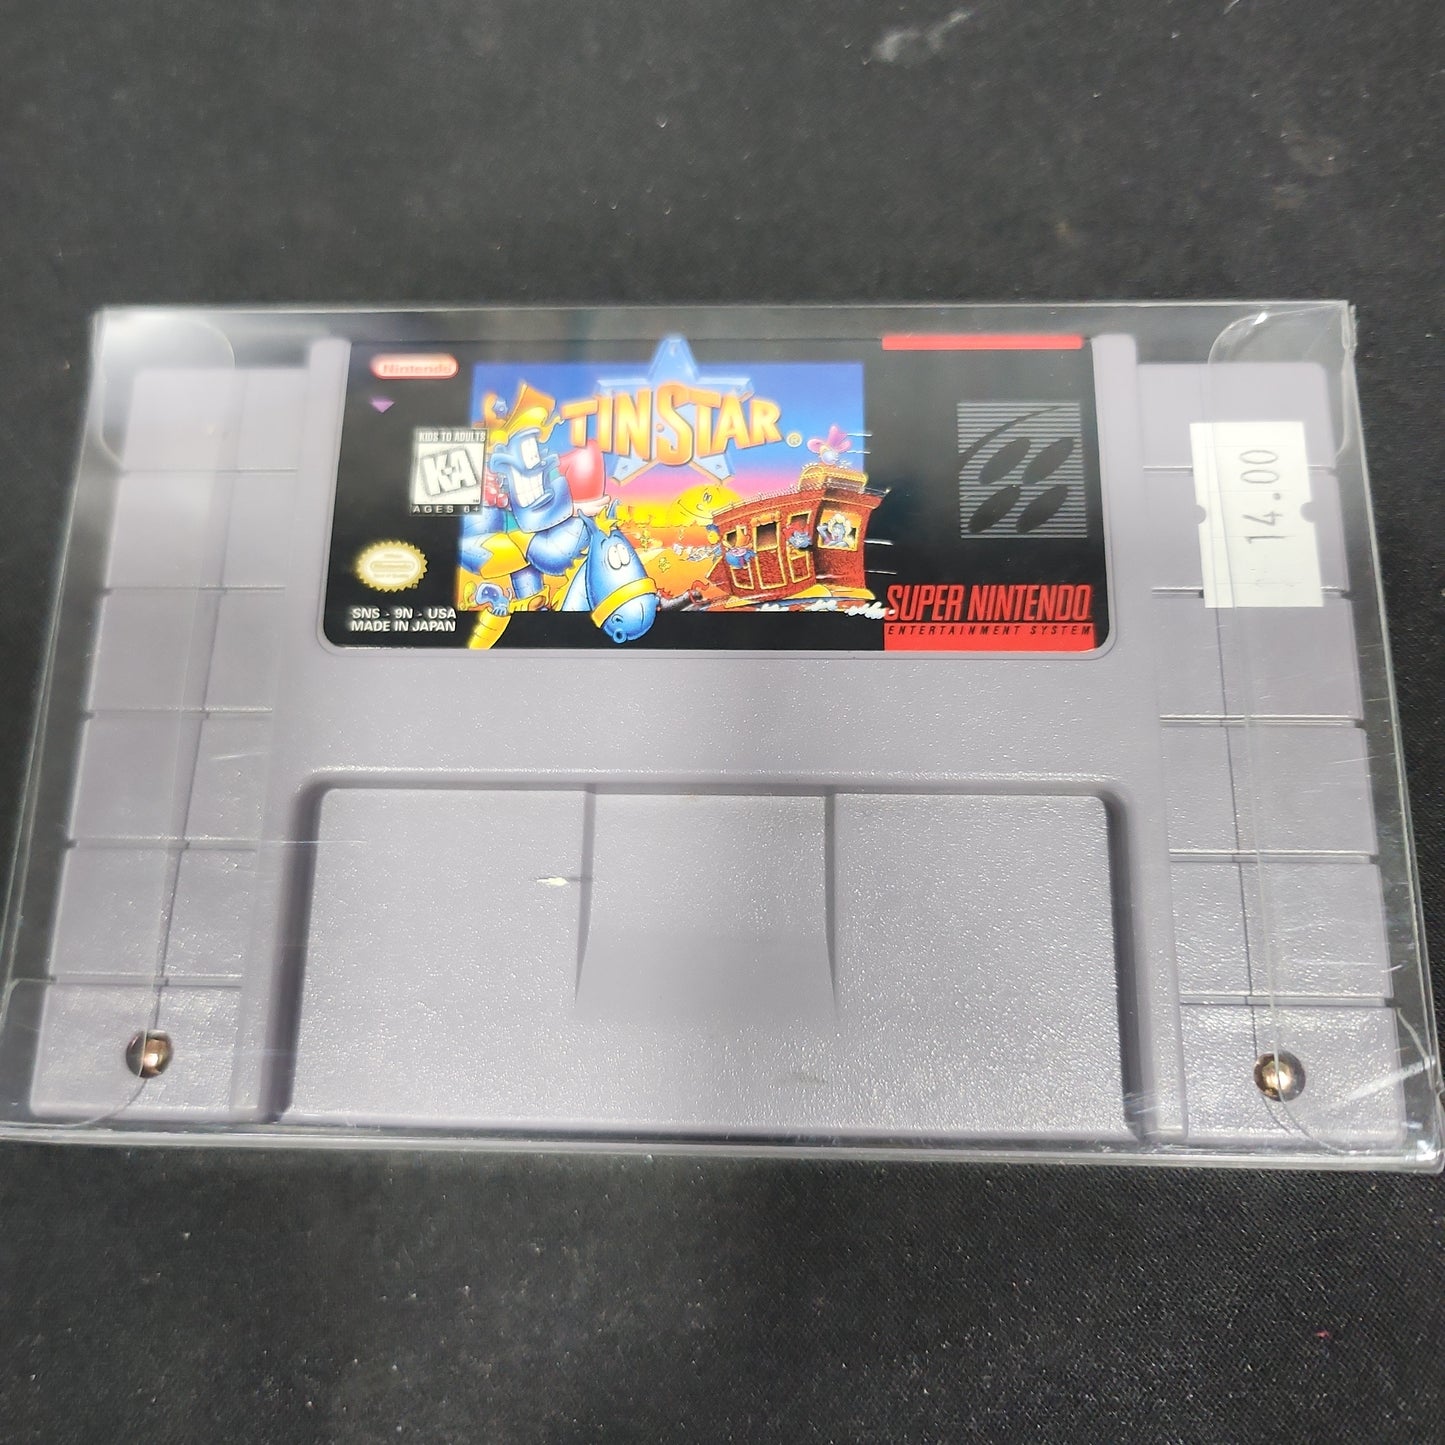 Nintendo
TIN STAR®
KIDS TO ADULTS
K-A
AGES 6+
SNS - 9N - USA
MADE IN JAPAN
SUPER NINTENDO
ENTERTAINMENT SYSTEM
14.00